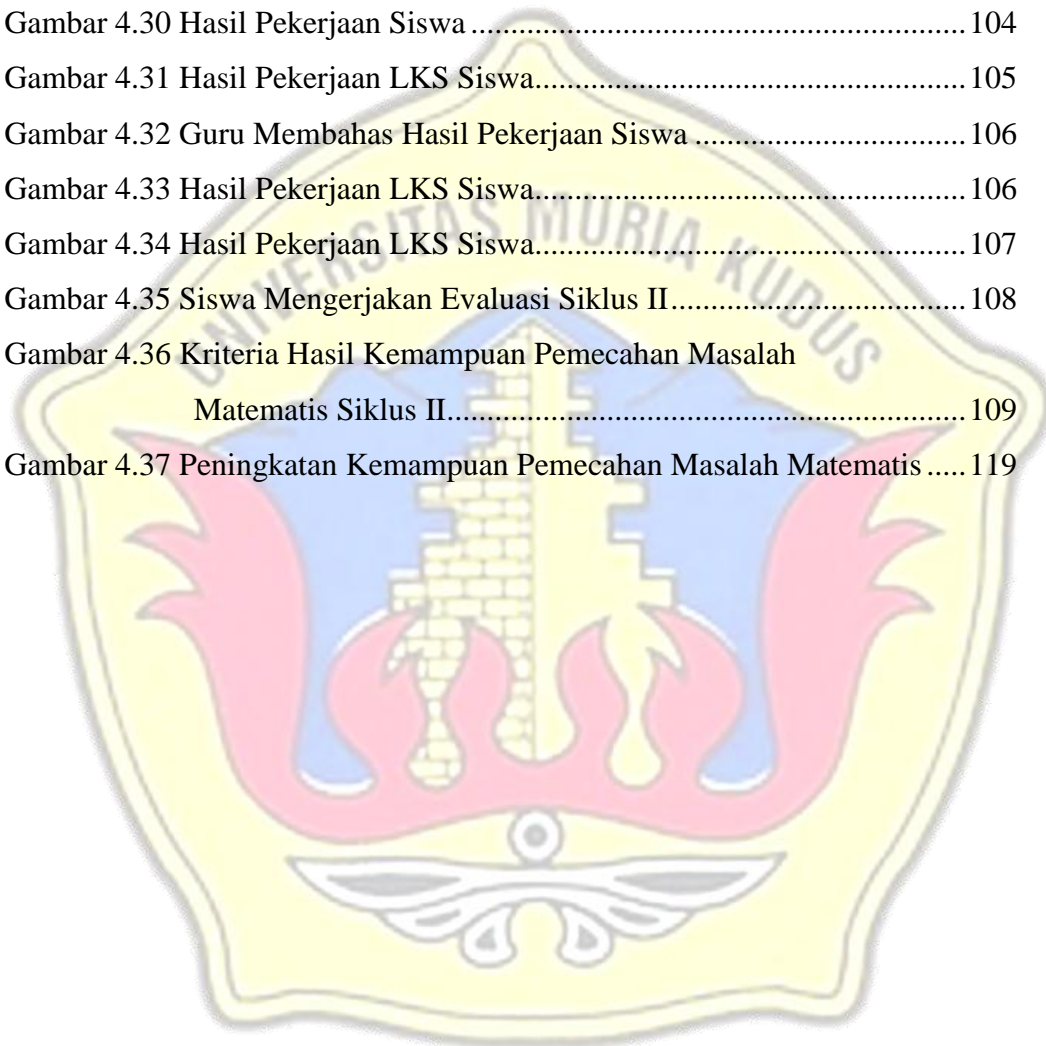 Gambar 4.30 Hasil Pekerjaan Siswa ............................................................. 104
Gambar 4.31 Hasil Pekerjaan LKS Siswa..................................................... 105
Gambar 4.32 Guru Membahas Hasil Pekerjaan Siswa ................................. 106
Gambar 4.33 Hasil Pekerjaan LKS Siswa..................................................... 106
Gambar 4.34 Hasil Pekerjaan LKS Siswa..................................................... 107
Gambar 4.35 Siswa Mengerjakan Evaluasi Siklus II.................................... 108
Gambar 4.36 Kriteria Hasil Kemampuan Pemecahan Masalah
Matematis Siklus II................................................................ 109
Gambar 4.37 Peningkatan Kemampuan Pemecahan Masalah Matematis ..... 119
UNIVERSITAS MURIA KUDUS